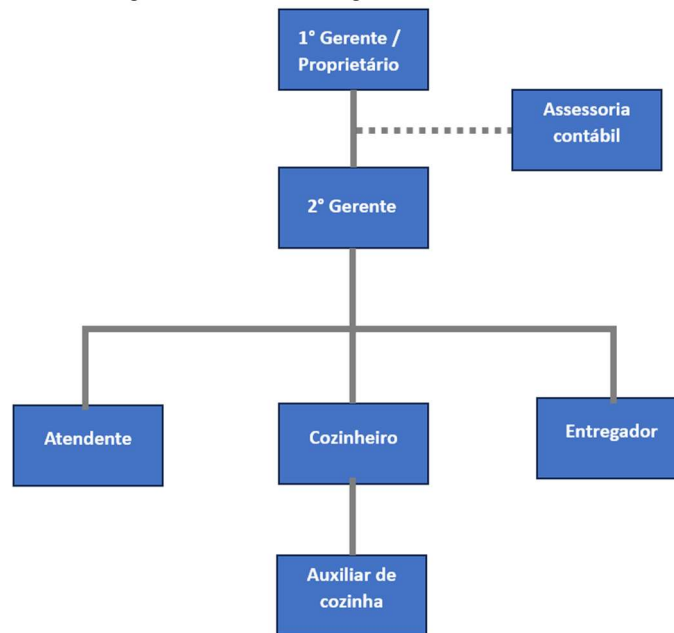 1° Gerente /
Proprietário
Assessoria
contábil
2° Gerente
Atendente
Cozinheiro
Entregador
Auxiliar de
cozinha